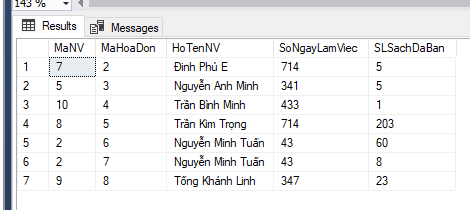 143 %
Results Messages
MaNV MaHoaDon HoTenNV SoNgayLamViec SLSachDaBan
1 7 2 Đinh Phú E 714 5
2 5 3 Nguyễn Anh Minh 341 5
3 10 4 Trần Bình Minh 433 1
4 8 5 Trần Kim Trọng 714 203
5 2 6 Nguyễn Minh Tuấn 43 60
6 2 7 Nguyễn Minh Tuấn 43 8
7 9 8 Tống Khánh Linh 347 23